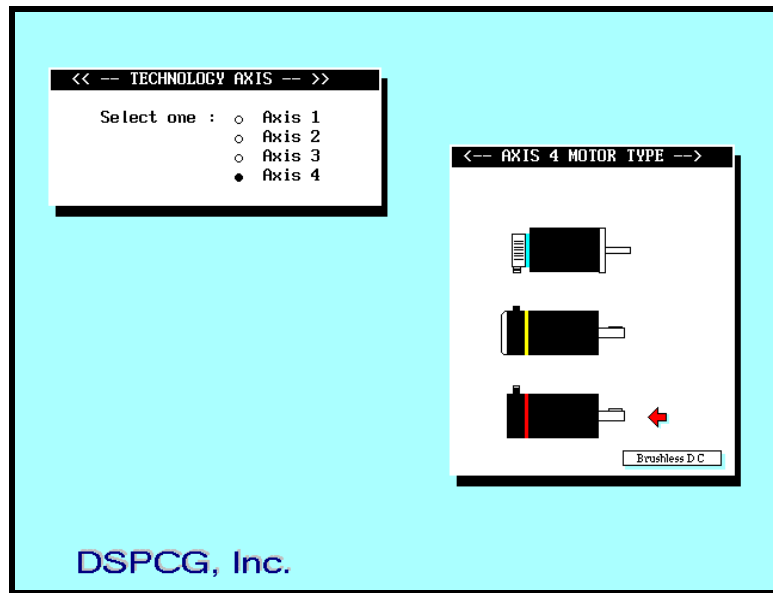 << -- TECHNOLOGY AXIS -- >>
Select one : Axis 1
Axis 2
Axis 3
Axis 4
<-- AXIS 4 MOTOR TYPE -->
Brushless D C
DSPCG, Inc.